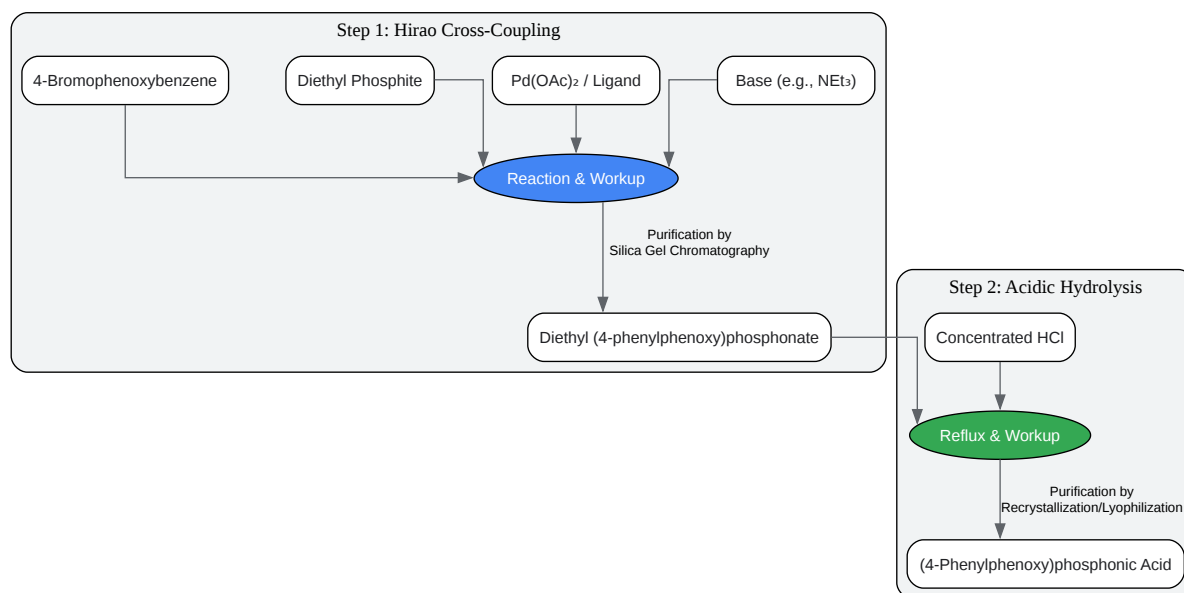 Step 1: Hirao Cross-Coupling
4-Bromophenoxybenzene
Diethyl Phosphite
Pd(OAc)₂ / Ligand
Base (e.g., NEt₃)
Reaction & Workup
Purification by
Silica Gel Chromatography
Diethyl (4-phenylphenoxy)phosphonate
Step 2: Acidic Hydrolysis
Concentrated HCl
Reflux & Workup
Purification by
Recrystallization/Lyophilization
(4-Phenylphenoxy)phosphonic Acid